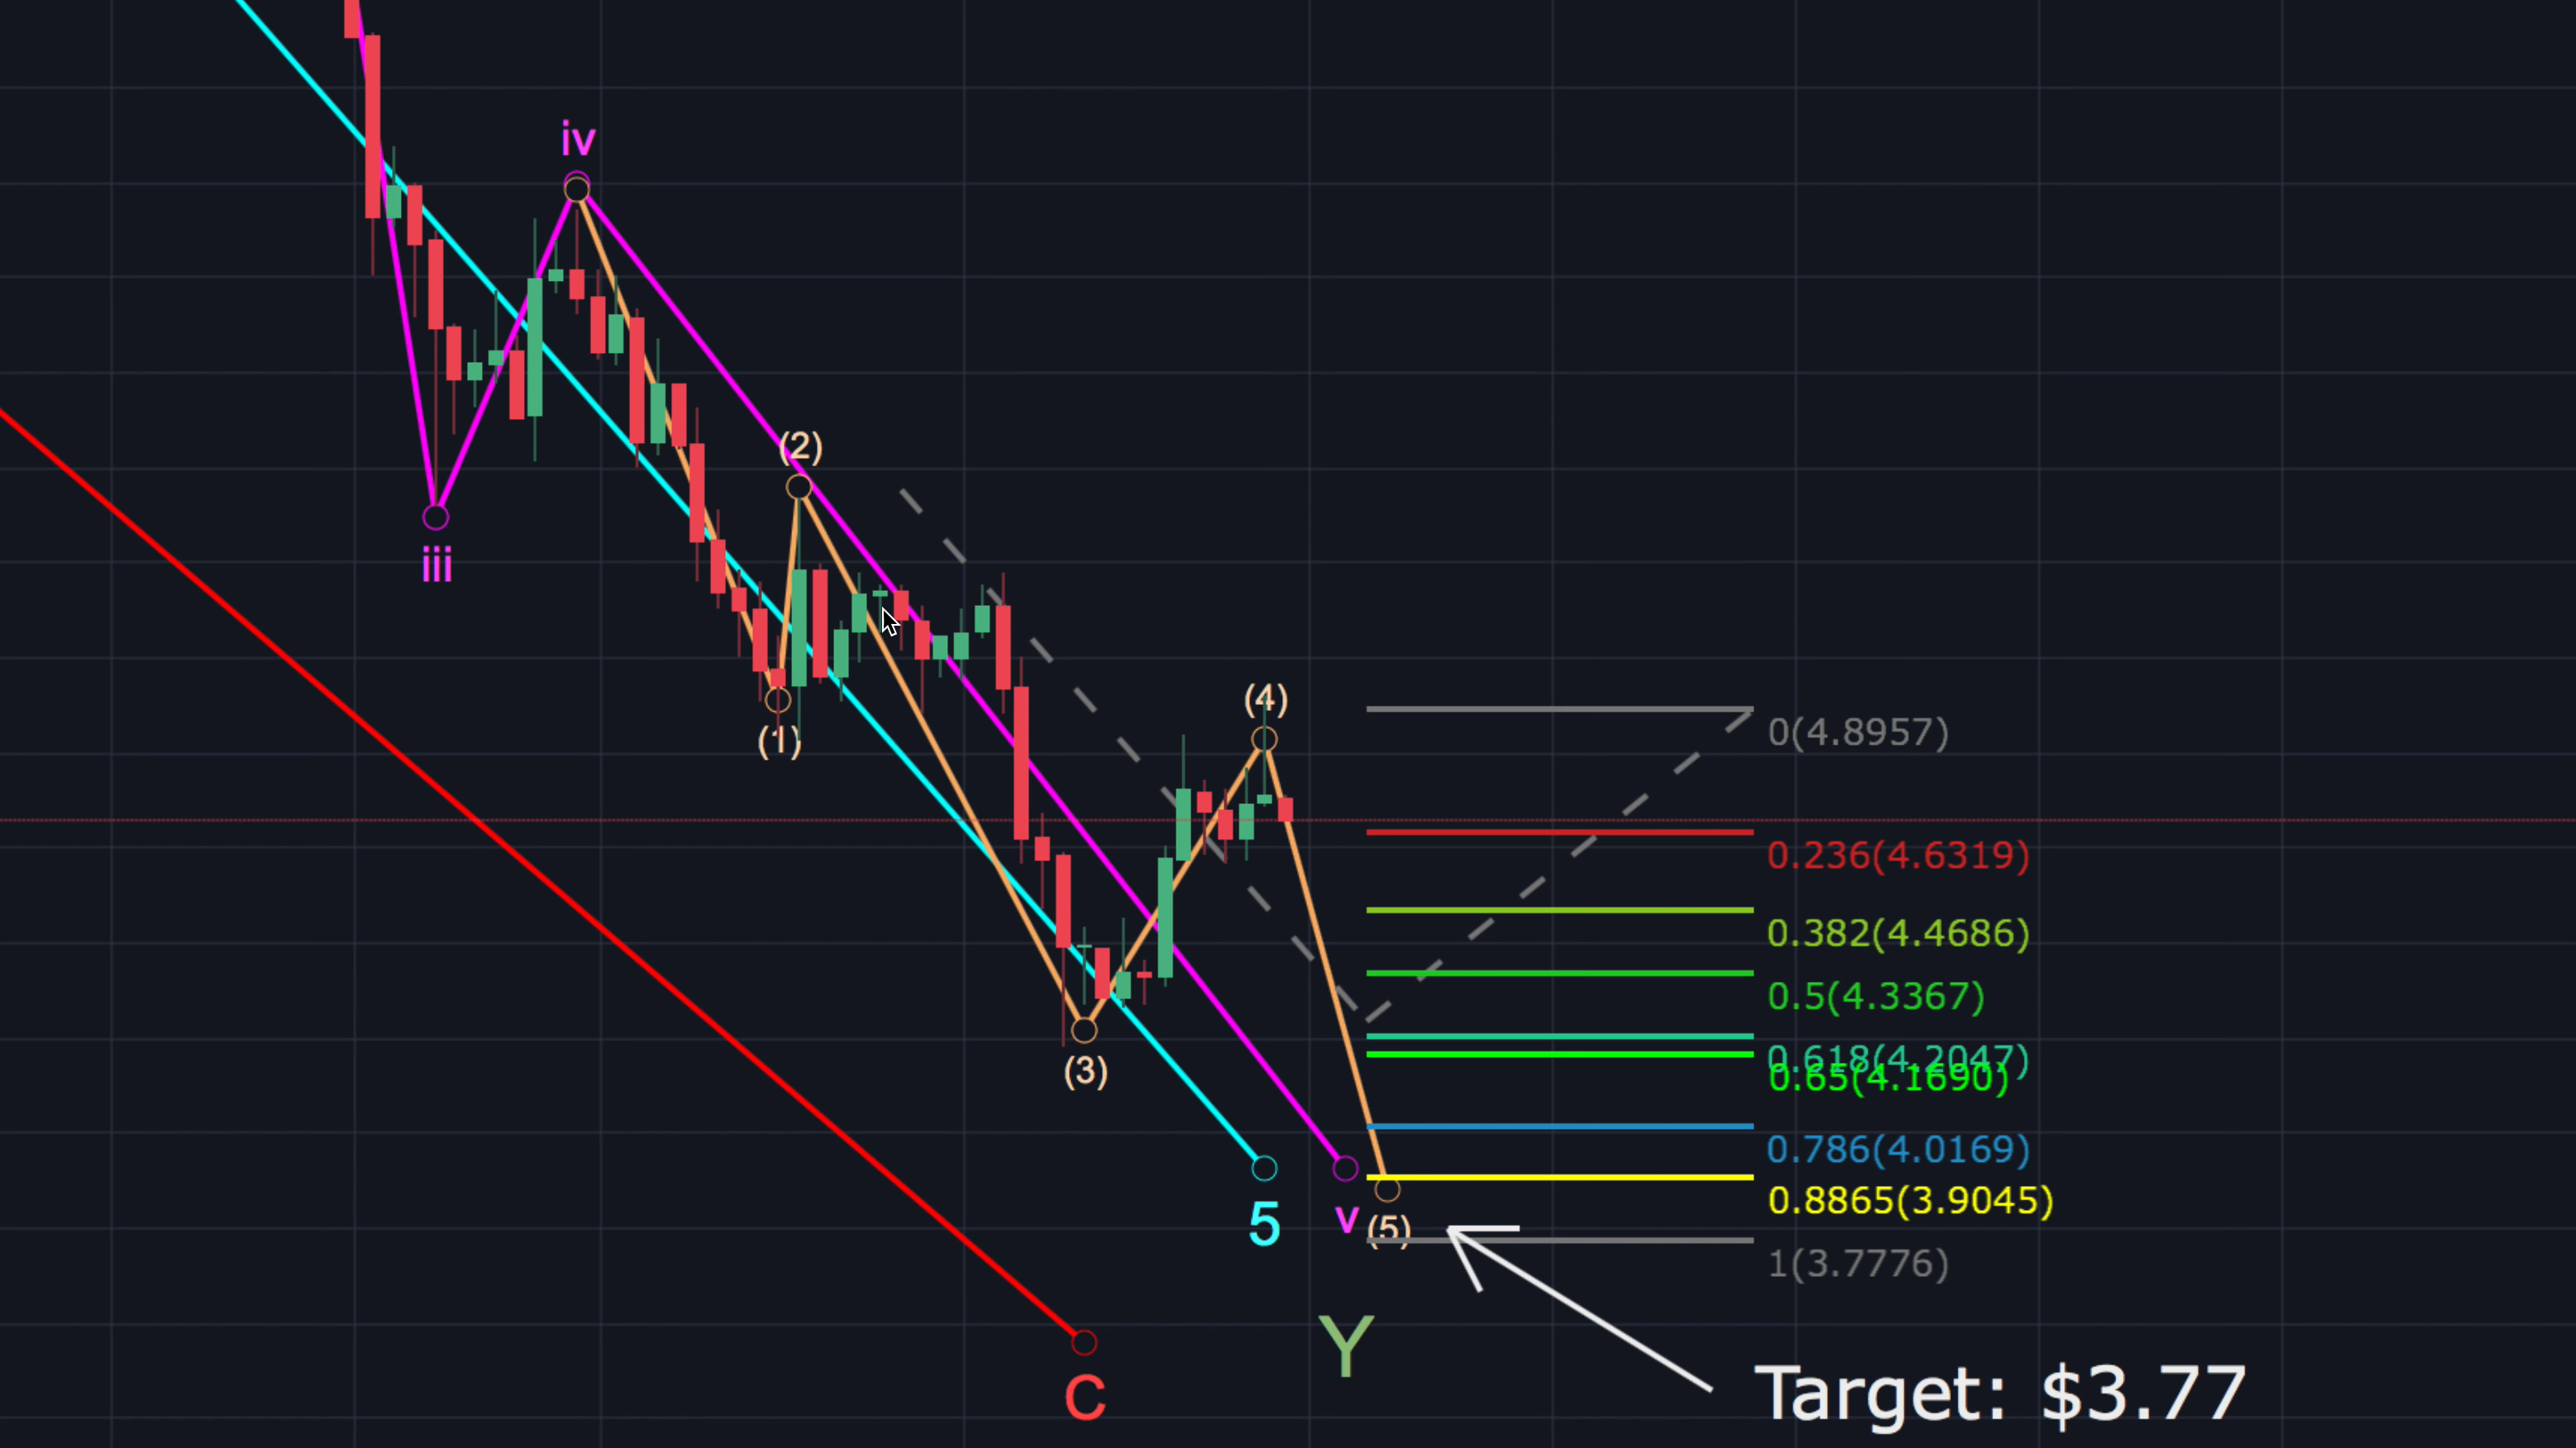 iv
(2)
iii
(4)
(1)
0(4.8957)
0.236(4.6319)
0.382(4.4686)
0.5(4.3367)
(3)
0.618(4.2047)
0.65(4.1690)
0.786(4.0169)
0.8865(3.9045)
5
v
(5)
1(3.7776)
Y
C
Target: $3.77